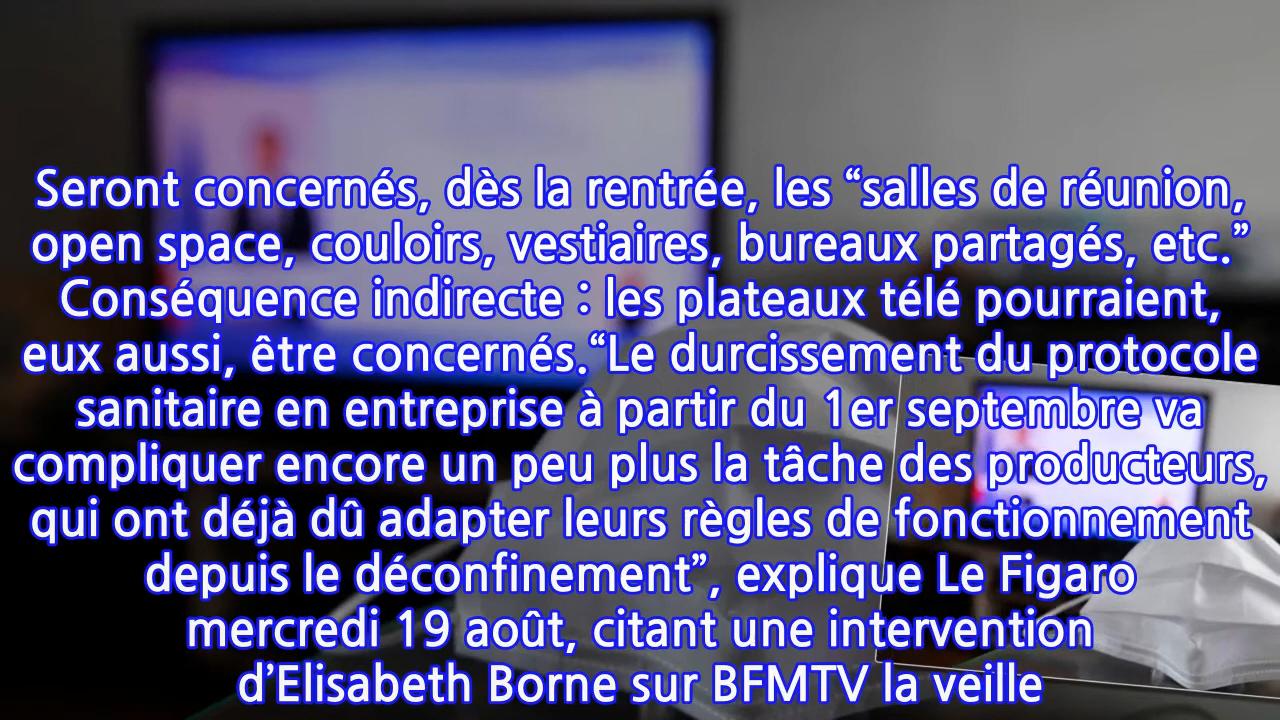 Seront concernés, dès la rentrée, les “salles de réunion,
open space, couloirs, vestiaires, bureaux partagés, etc.”
Conséquence indirecte : les plateaux télé pourraient,
eux aussi, être concernés.“Le durcissement du protocole
sanitaire en entreprise à partir du 1er septembre va
compliquer encore un peu plus la tâche des producteurs,
qui ont déjà dû adapter leurs règles de fonctionnement
depuis le déconfinement”, explique Le Figaro
mercredi 19 août, citant une intervention
d’Elisabeth Borne sur BFMTV la veille